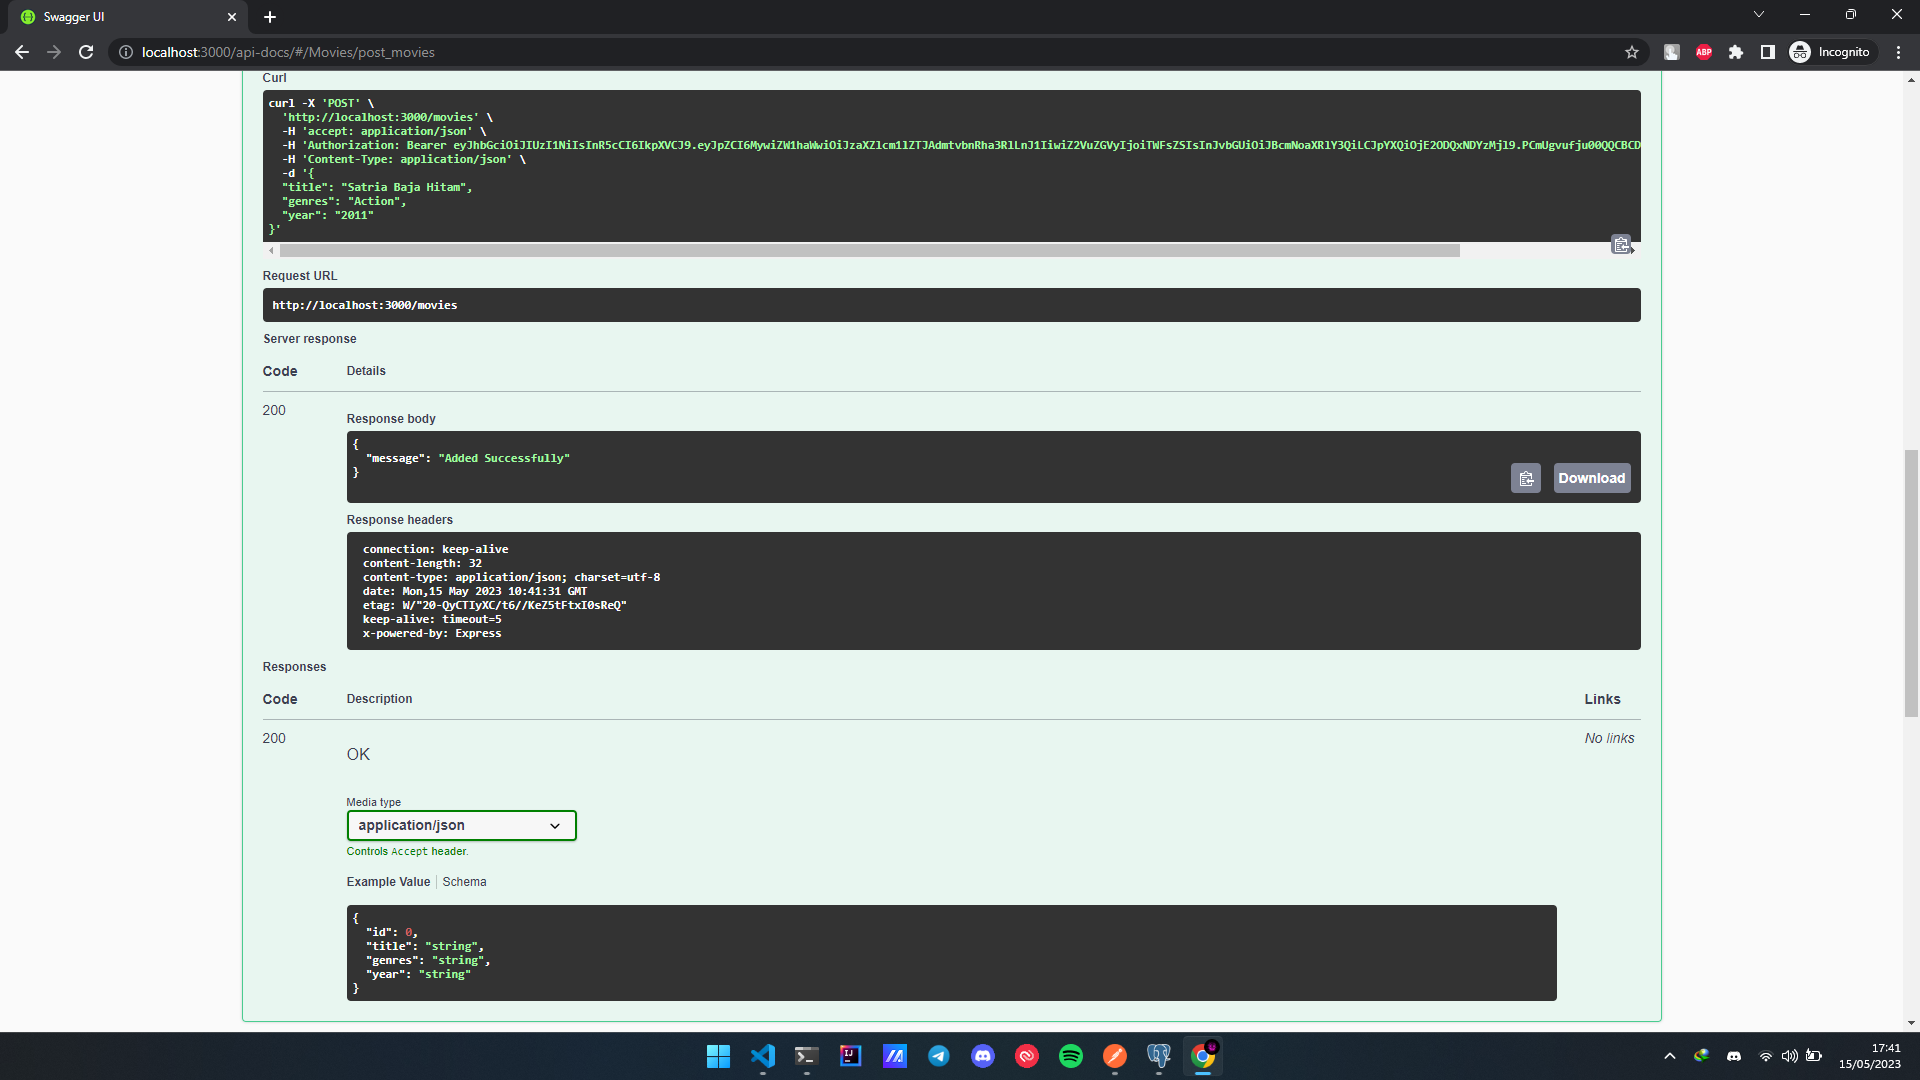 Swagger UI
localhost:3000/api-docs/#/Movies/post_movies
ABP
Incognito
Curl
curl -X 'POST' \
'http://localhost:3000/movies' \
-H 'accept: application/json' \
-H 'Authorization: Bearer
-H 'Content-Type: application/json' \
-d '{
"title": "Satria Baja Hitam",
"genres": "Action",
"year": "2011"
}'
Request URL
http://localhost:3000/movies
Server response
Code Details
200
Response body
{
"message": "Added Successfully"
}
Download
Response headers
connection: keep-alive
content-length: 32
content-type: application/json; charset=utf-8
date: Mon,15 May 2023 10:41:31 GMT
etag: W/"20-QyCTIyXC/t6//KeZ5tFtxI0sReQ"
keep-alive: timeout=5
x-powered-by: Express
Responses
Code Description Links
200
OK
No links
Media type
application/json
Controls Accept header.
Example Value Schema
{
"id": 0,
"title": "string",
"genres": "string",
"year": "string"
}
IJ
17:41
15/05/2023